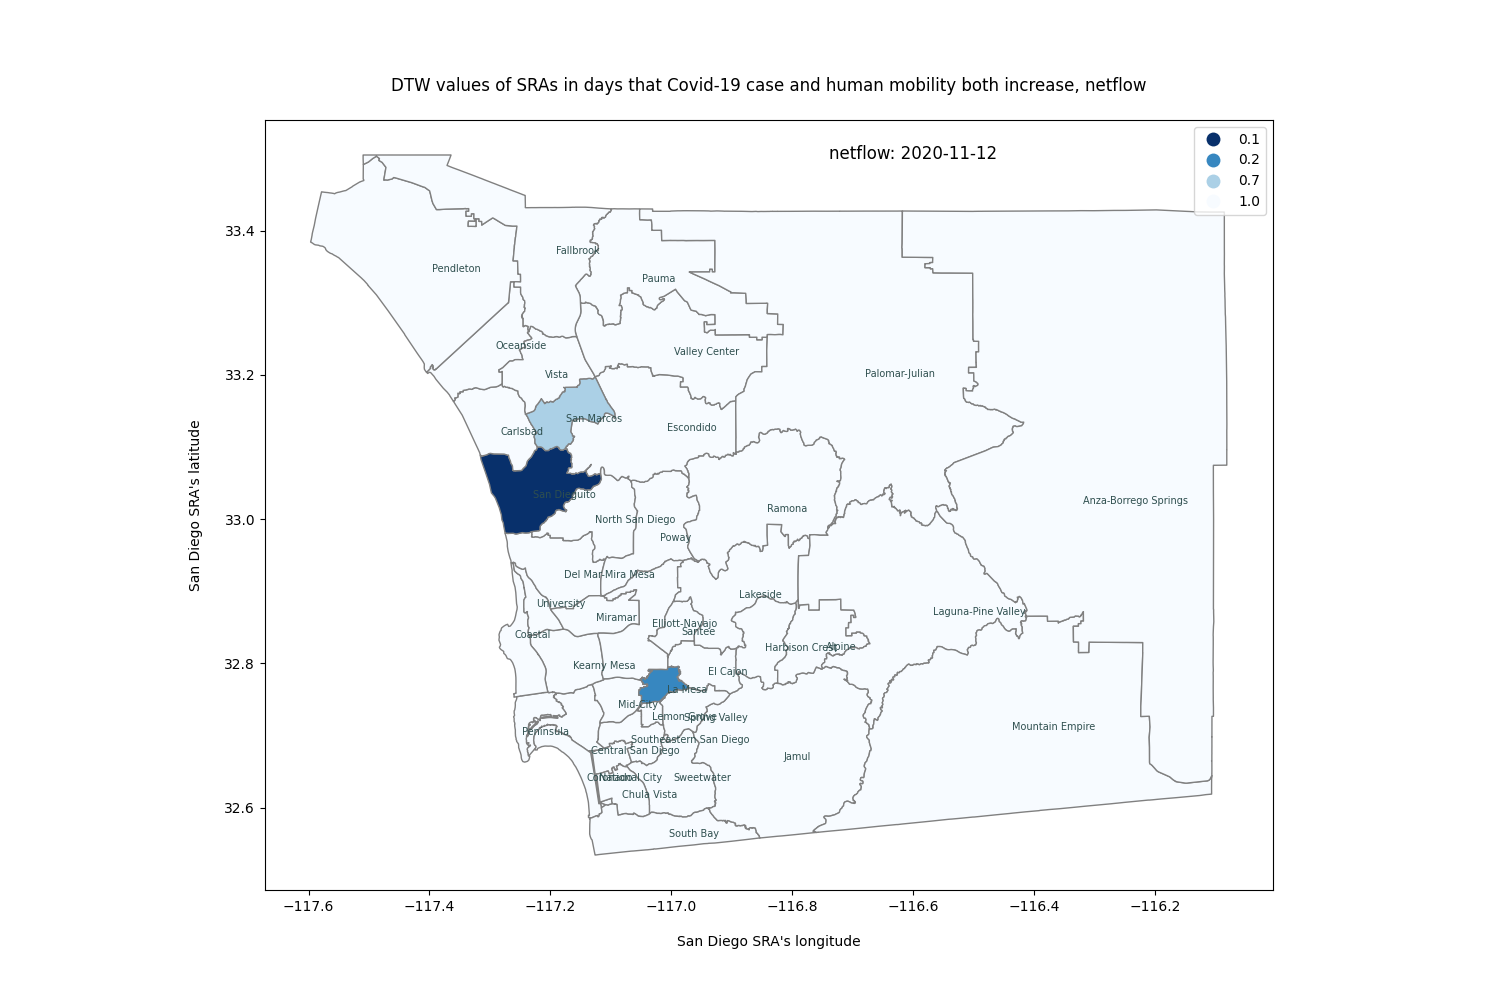 DTW values of SRAs in days that Covid-19 case and human mobility both increase, netflow
netflow: 2020-11-12
0.1
0.2
0.7
1.0
San Diego SRA's latitude
33.4
33.2
33.0
32.8
32.6
Fallbrook
Pendleton
Pauma
Oceanside
Valley Center
Vista
Palomar-Julian
San Marcos
Carlsbad
Escondido
San Dieguito
Anza-Borrego Springs
Ramona
North San Diego
Poway
Del Mar-Mira Mesa
Lakeside
University
Miramar
Laguna-Pine Valley
Elliott-Navajo
Santee
Coastal
Harbison Crest
Alpine
Kearny Mesa
El Cajon
La Mesa
Mid-City
Lemon Grove
Spring Valley
Peninsula
Mountain Empire
Southeastern San Diego
Central San Diego
Jamul
Coronado
National City
Sweetwater
Chula Vista
South Bay
−117.6 −117.4 −117.2 −117.0 −116.8 −116.6 −116.4 −116.2
San Diego SRA's longitude